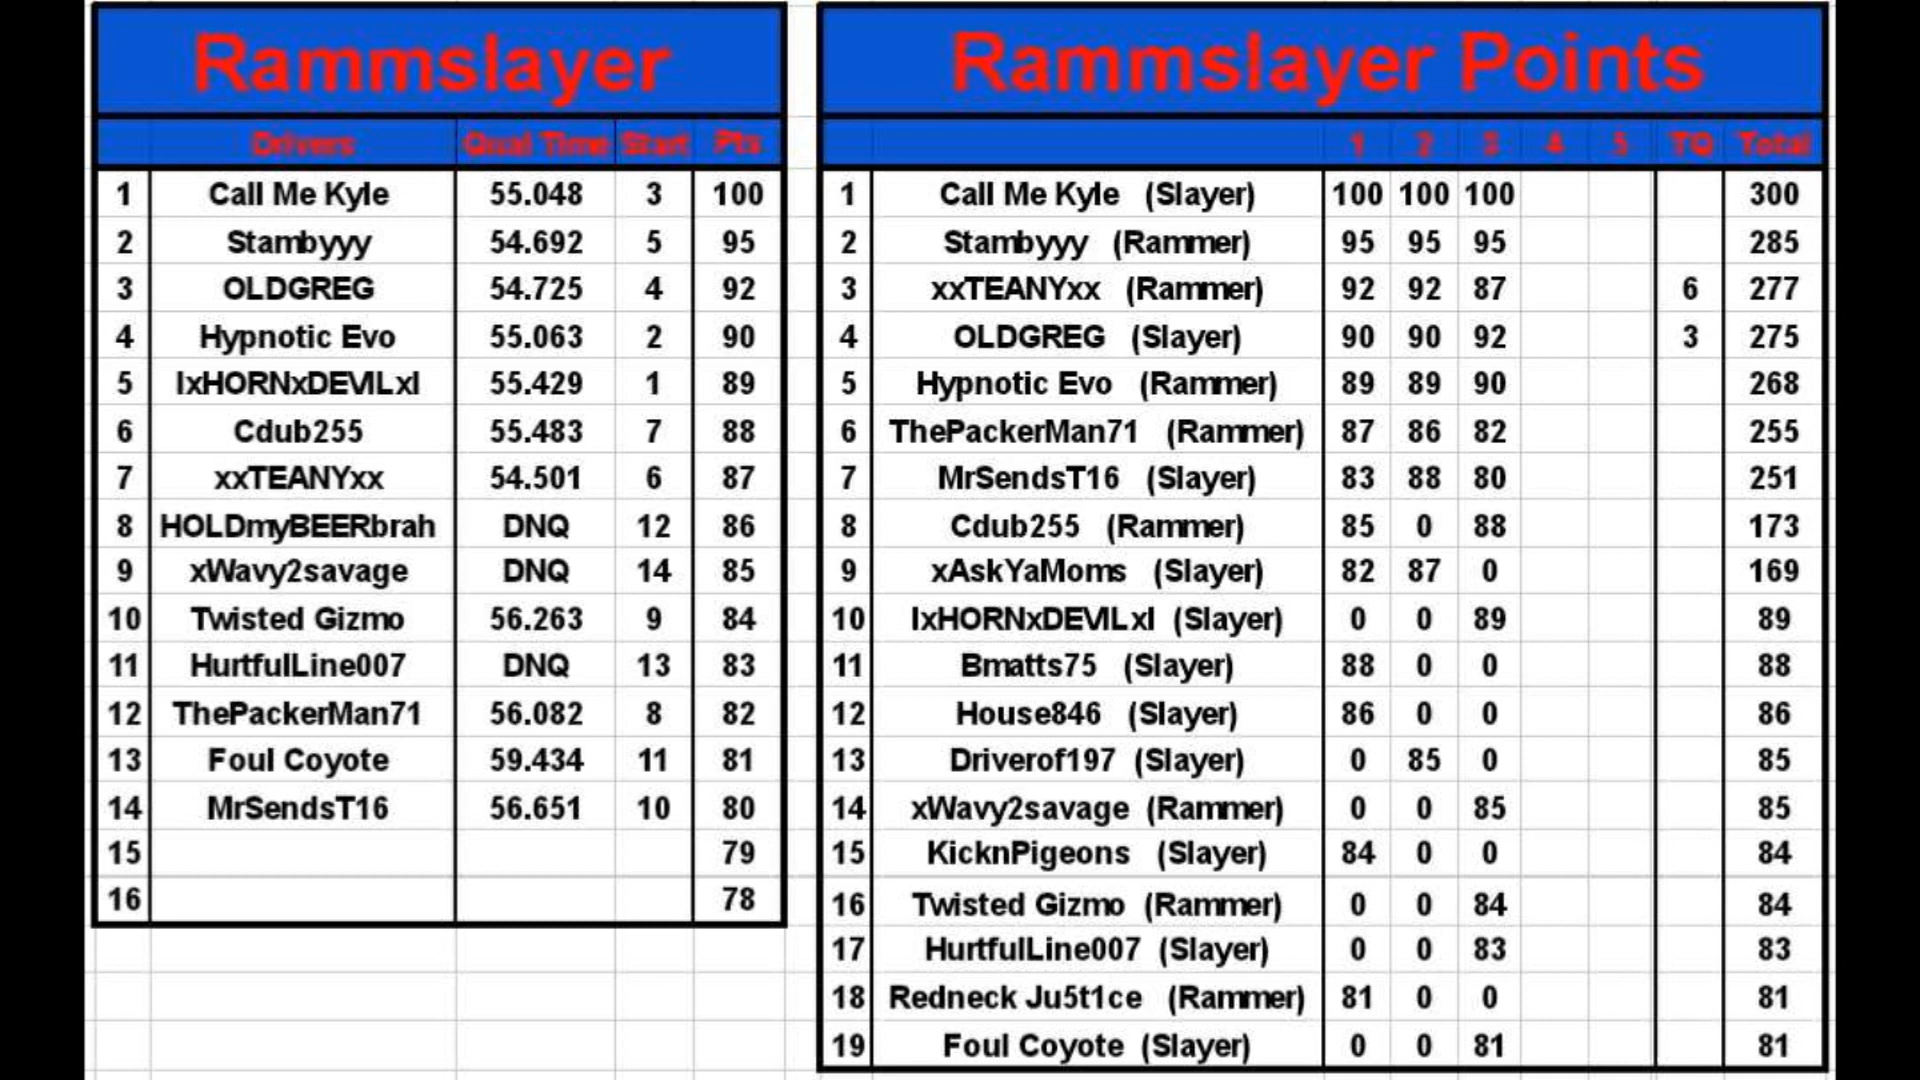 Rammslayer
Drivers Qual Time Start Pts
1 Call Me Kyle 55.048 3 100
2 Stambyyy 54.692 5 95
3 OLDGREG 54.725 4 92
4 Hypnotic Evo 55.063 2 90
5 IxHORNxDEVILxI 55.429 1 89
6 Cdub255 55.483 7 88
7 xxTEANYxx 54.501 6 87
8 HOLDmyBEERbrah DNQ 12 86
9 xWavy2savage DNQ 14 85
10 Twisted Gizmo 56.263 9 84
11 HurtfulLine007 DNQ 13 83
12 ThePackerMan71 56.082 8 82
13 Foul Coyote 59.434 11 81
14 MrSendsT16 56.651 10 80
15 79
16 78
Rammslayer Points
1 2 3 4 5 TQ Total
1 Call Me Kyle (Slayer) 100 100 100 300
2 Stambyyy (Rammer) 95 95 95 285
3 xxTEANYxx (Rammer) 92 92 87 6 277
4 OLDGREG (Slayer) 90 90 92 3 275
5 Hypnotic Evo (Rammer) 89 89 90 268
6 ThePackerMan71 (Rammer) 87 86 82 255
7 MrSendsT16 (Slayer) 83 88 80 251
8 Cdub255 (Rammer) 85 0 88 173
9 xAskYaMoms (Slayer) 82 87 0 169
10 IxHORNxDEVILxI (Slayer) 0 0 89 89
11 Bmatts75 (Slayer) 88 0 0 88
12 House846 (Slayer) 86 0 0 86
13 Driverof197 (Slayer) 0 85 0 85
14 xWavy2savage (Rammer) 0 0 85 85
15 KicknPigeons (Slayer) 84 0 0 84
16 Twisted Gizmo (Rammer) 0 0 84 84
17 HurtfulLine007 (Slayer) 0 0 83 83
18 Redneck Ju5t1ce (Rammer) 81 0 0 81
19 Foul Coyote (Slayer) 0 0 81 81